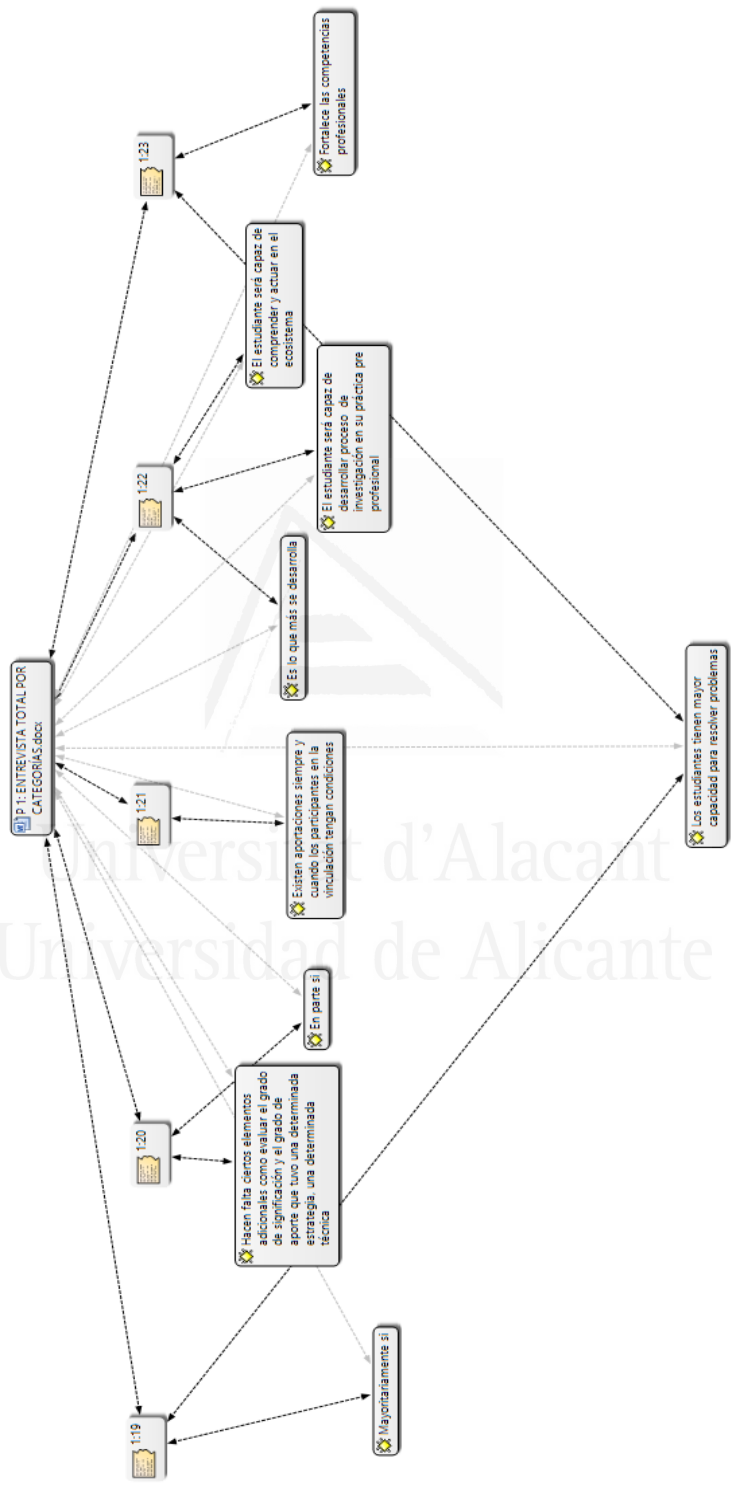 P 1: ENTREVISTA TOTAL POR
CATEGORÍAS.docx
1:19
1:20
1:21
1:22
1:23
Mayoritariamente si
Hacen falta ciertos elementos
adicionales como evaluar el grado
de significación y el grado de
aporte que tuvo una determinada
estrategia, una determinada
técnica
En parte si
Existen aportaciones siempre y
cuando los participantes en la
vinculación tengan condiciones
Es lo que más se desarrolla
El estudiante será capaz de
desarrollar proceso de
investigación en su práctica pre
profesional
El estudiante será capaz de
comprender y actuar en el
ecosistema
Fortalece las competencias
profesionales
Los estudiantes tienen mayor
capacidad para resolver problemas
Universitat d'Alacant
Universidad de Alicante